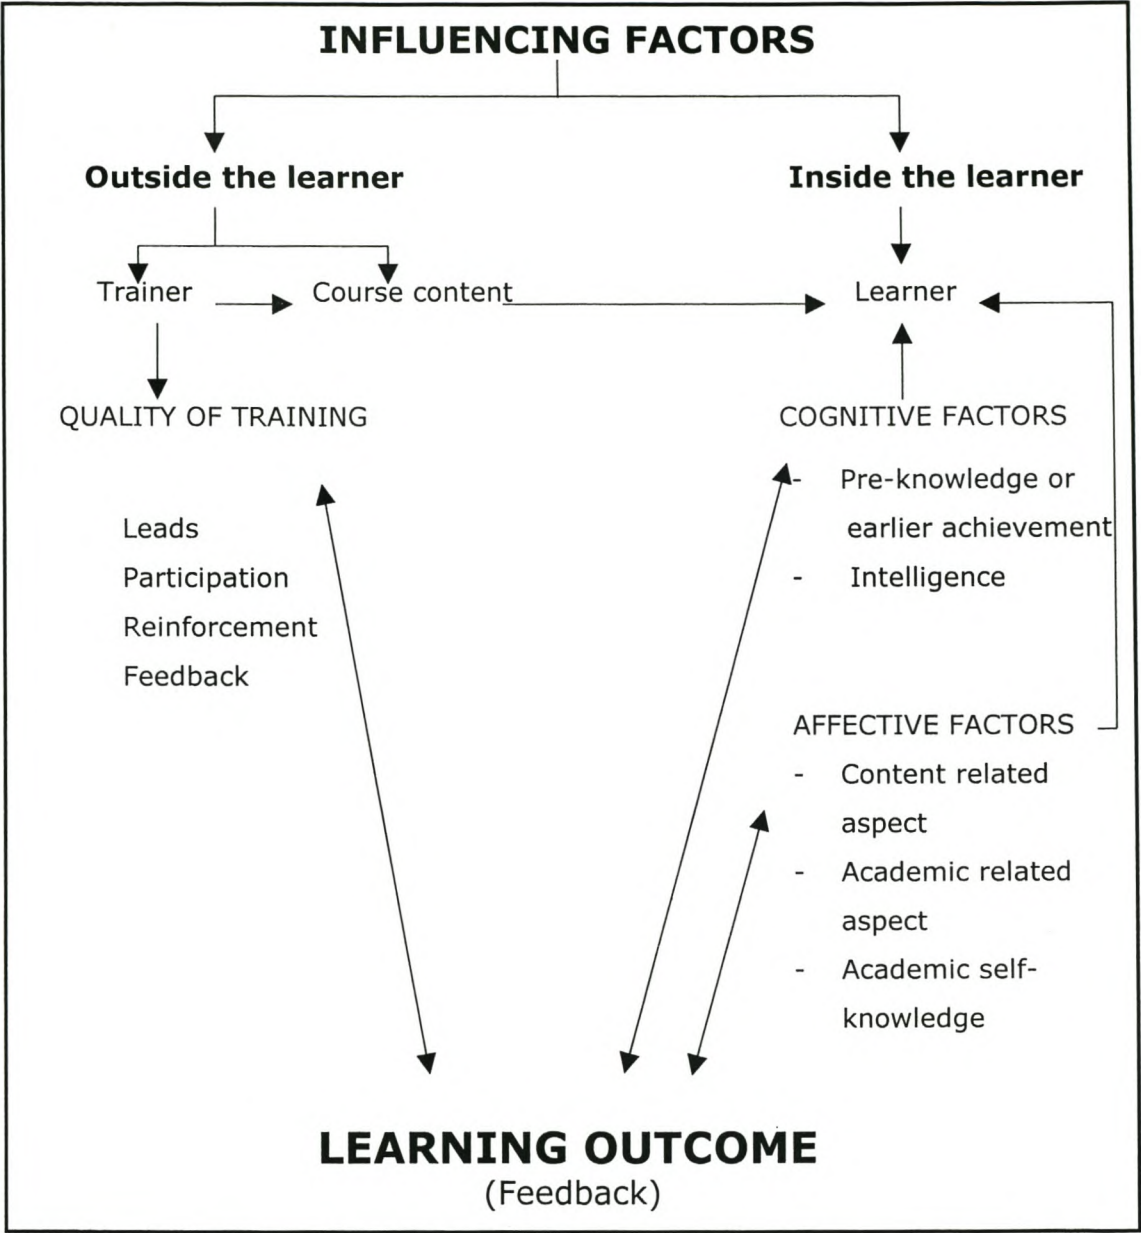 INFLUENCING FACTORS
Outside the learner
Inside the learner
Trainer
Course content
Learner
QUALITY OF TRAINING
Leads
Participation
Reinforcement
Feedback
COGNITIVE FACTORS
- Pre-knowledge or
earlier achievement
- Intelligence
AFFECTIVE FACTORS
- Content related
aspect
- Academic related
aspect
- Academic self-
knowledge
LEARNING OUTCOME
(Feedback)